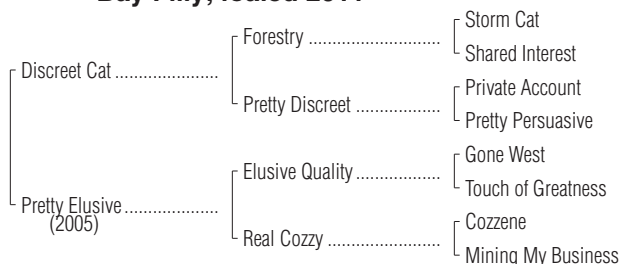 Bay Filly; foaled
Storm Cat
Forestry ............................
Shared Interest
Discreet Cat ......................
Private Account
Pretty Discreet ..................
Pretty Persuasive
Gone West
Elusive Quality ..................
Touch of Greatness
Pretty Elusive ....................
(2005)
Cozzene
Real Cozzy ........................
Mining My Business